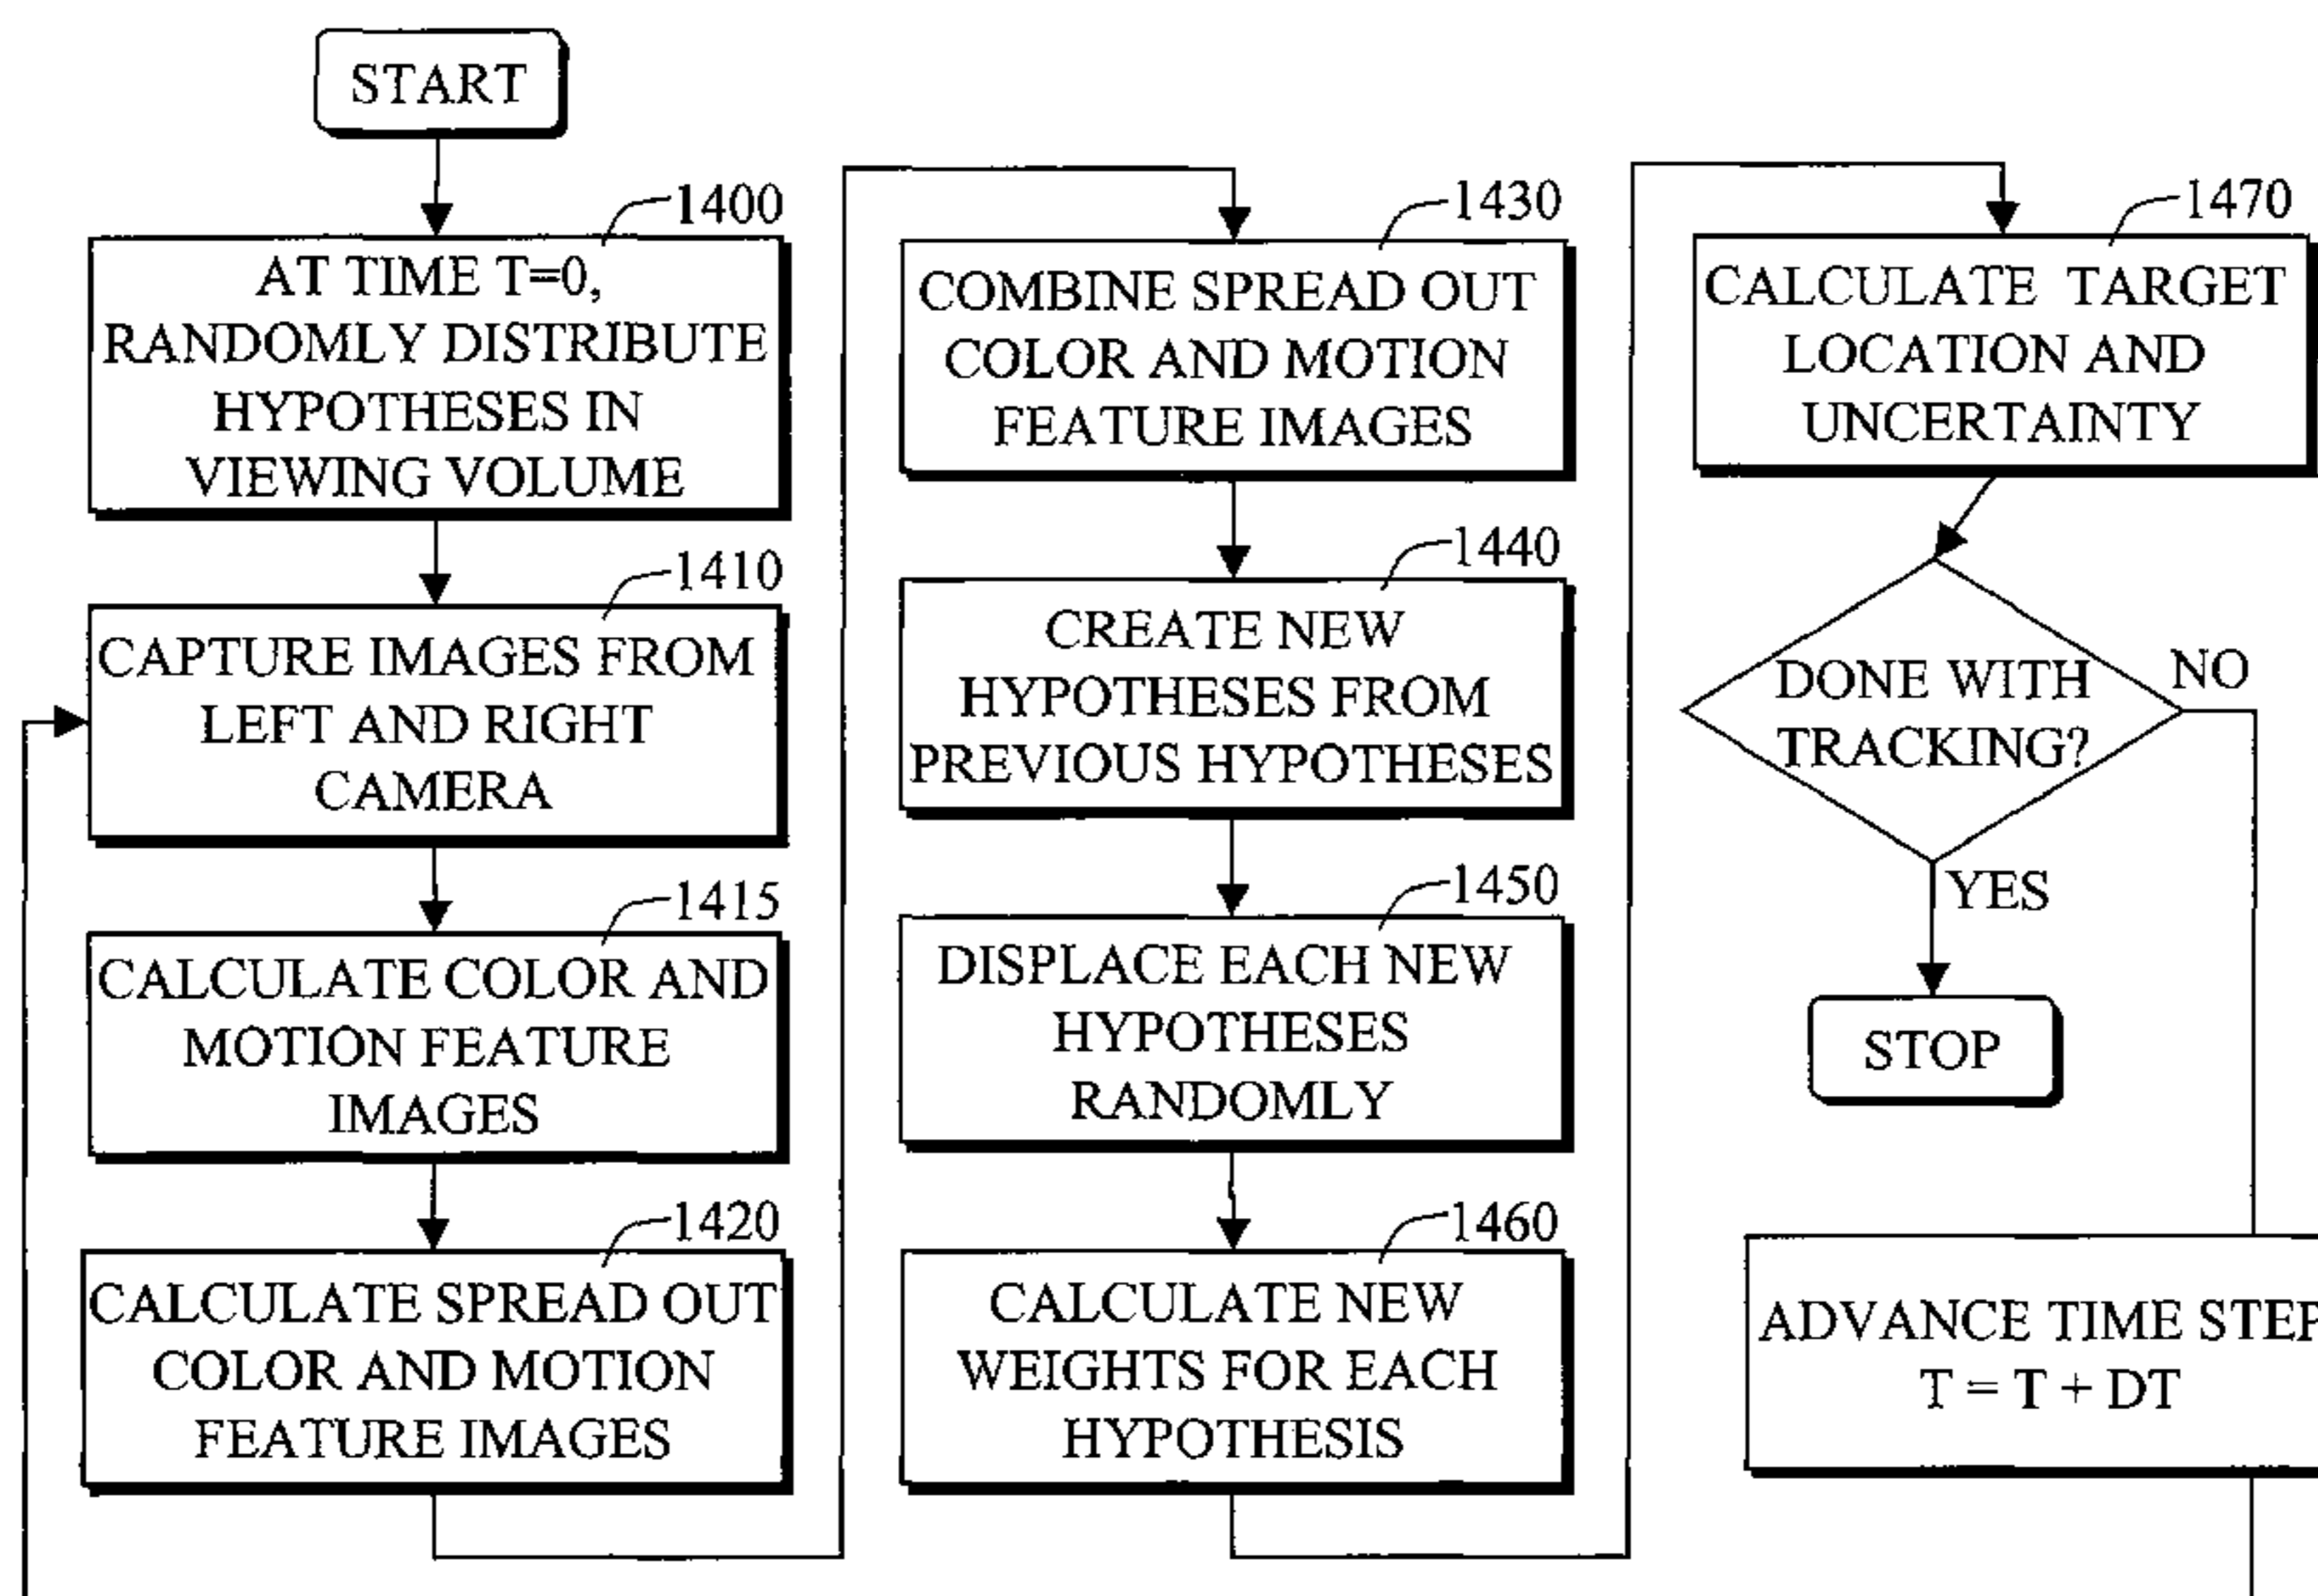 START
1400
AT TIME T=0,
RANDOMLY DISTRIBUTE
HYPOTHESES IN
VIEWING VOLUME
1410
CAPTURE IMAGES FROM
LEFT AND RIGHT
CAMERA
1415
CALCULATE COLOR AND
MOTION FEATURE
IMAGES
1420
CALCULATE SPREAD OUT
COLOR AND MOTION
FEATURE IMAGES
1430
COMBINE SPREAD OUT
COLOR AND MOTION
FEATURE IMAGES
1440
CREATE NEW
HYPOTHESES FROM
PREVIOUS HYPOTHESES
1450
DISPLACE EACH NEW
HYPOTHESES
RANDOMLY
1460
CALCULATE NEW
WEIGHTS FOR EACH
HYPOTHESIS
1470
CALCULATE TARGET
LOCATION AND
UNCERTAINTY
DONE WITH
TRACKING?
NO
YES
STOP
ADVANCE TIME STEP
T = T + DT